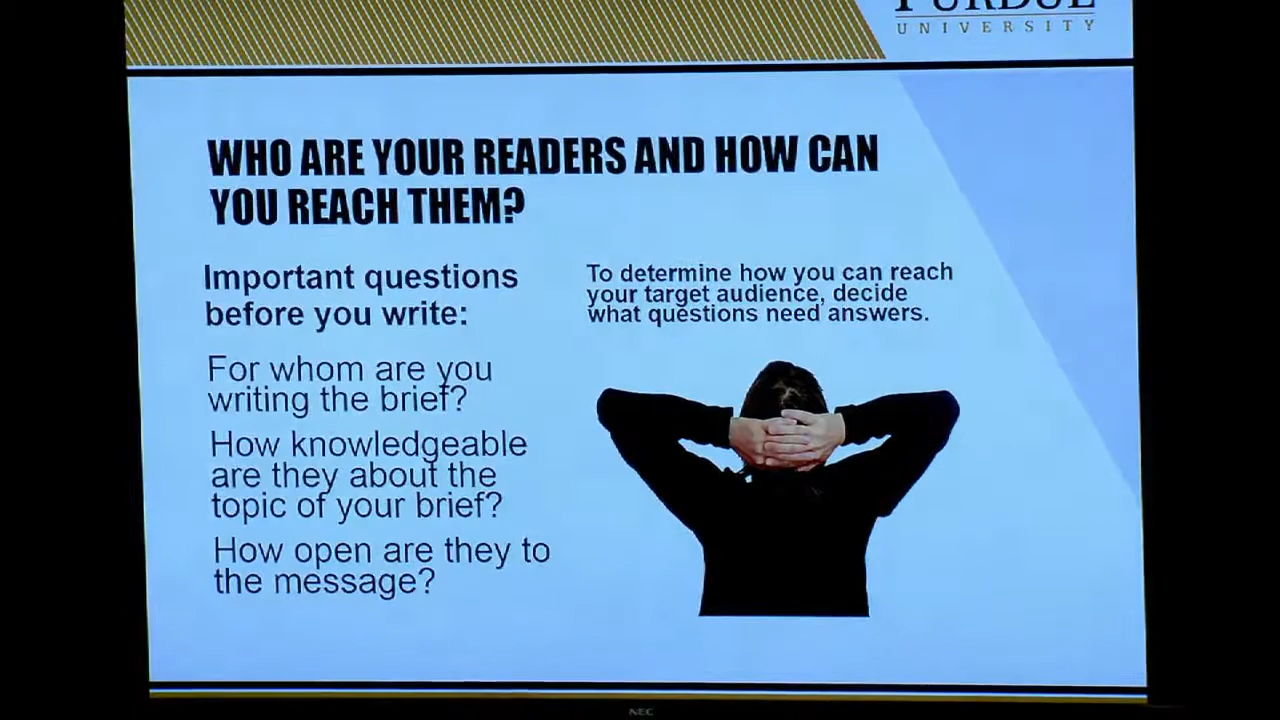 PURDUE
UNIVERSITY
WHO ARE YOUR READERS AND HOW CAN
YOU REACH THEM?
Important questions
before you write:
For whom are you
writing the brief?
How knowledgeable
are they about the
topic of your brief?
How open are they to
the message?
To determine how you can reach
your target audience, decide
what questions need answers.
NEC